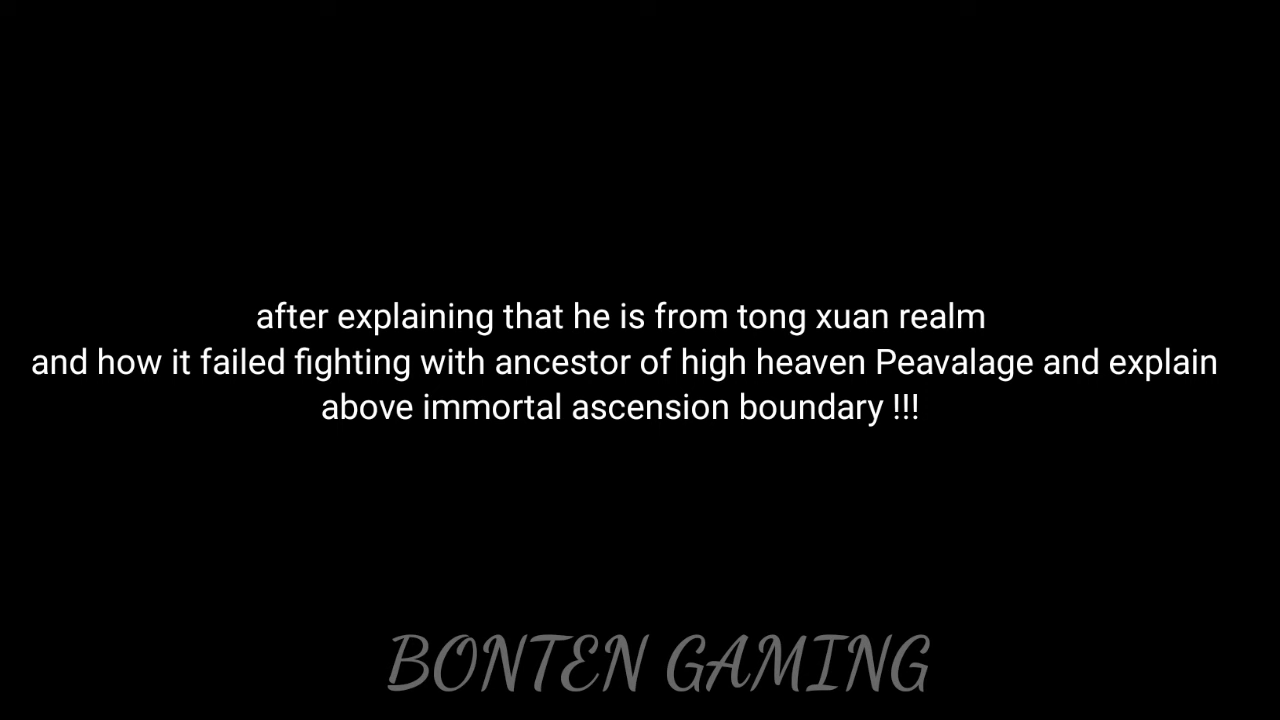 after explaining that he is from tong xuan realm
and how it failed fighting with ancestor of high heaven Peavalage and explain
above immortal ascension boundary !!!
BONTEN GAMING